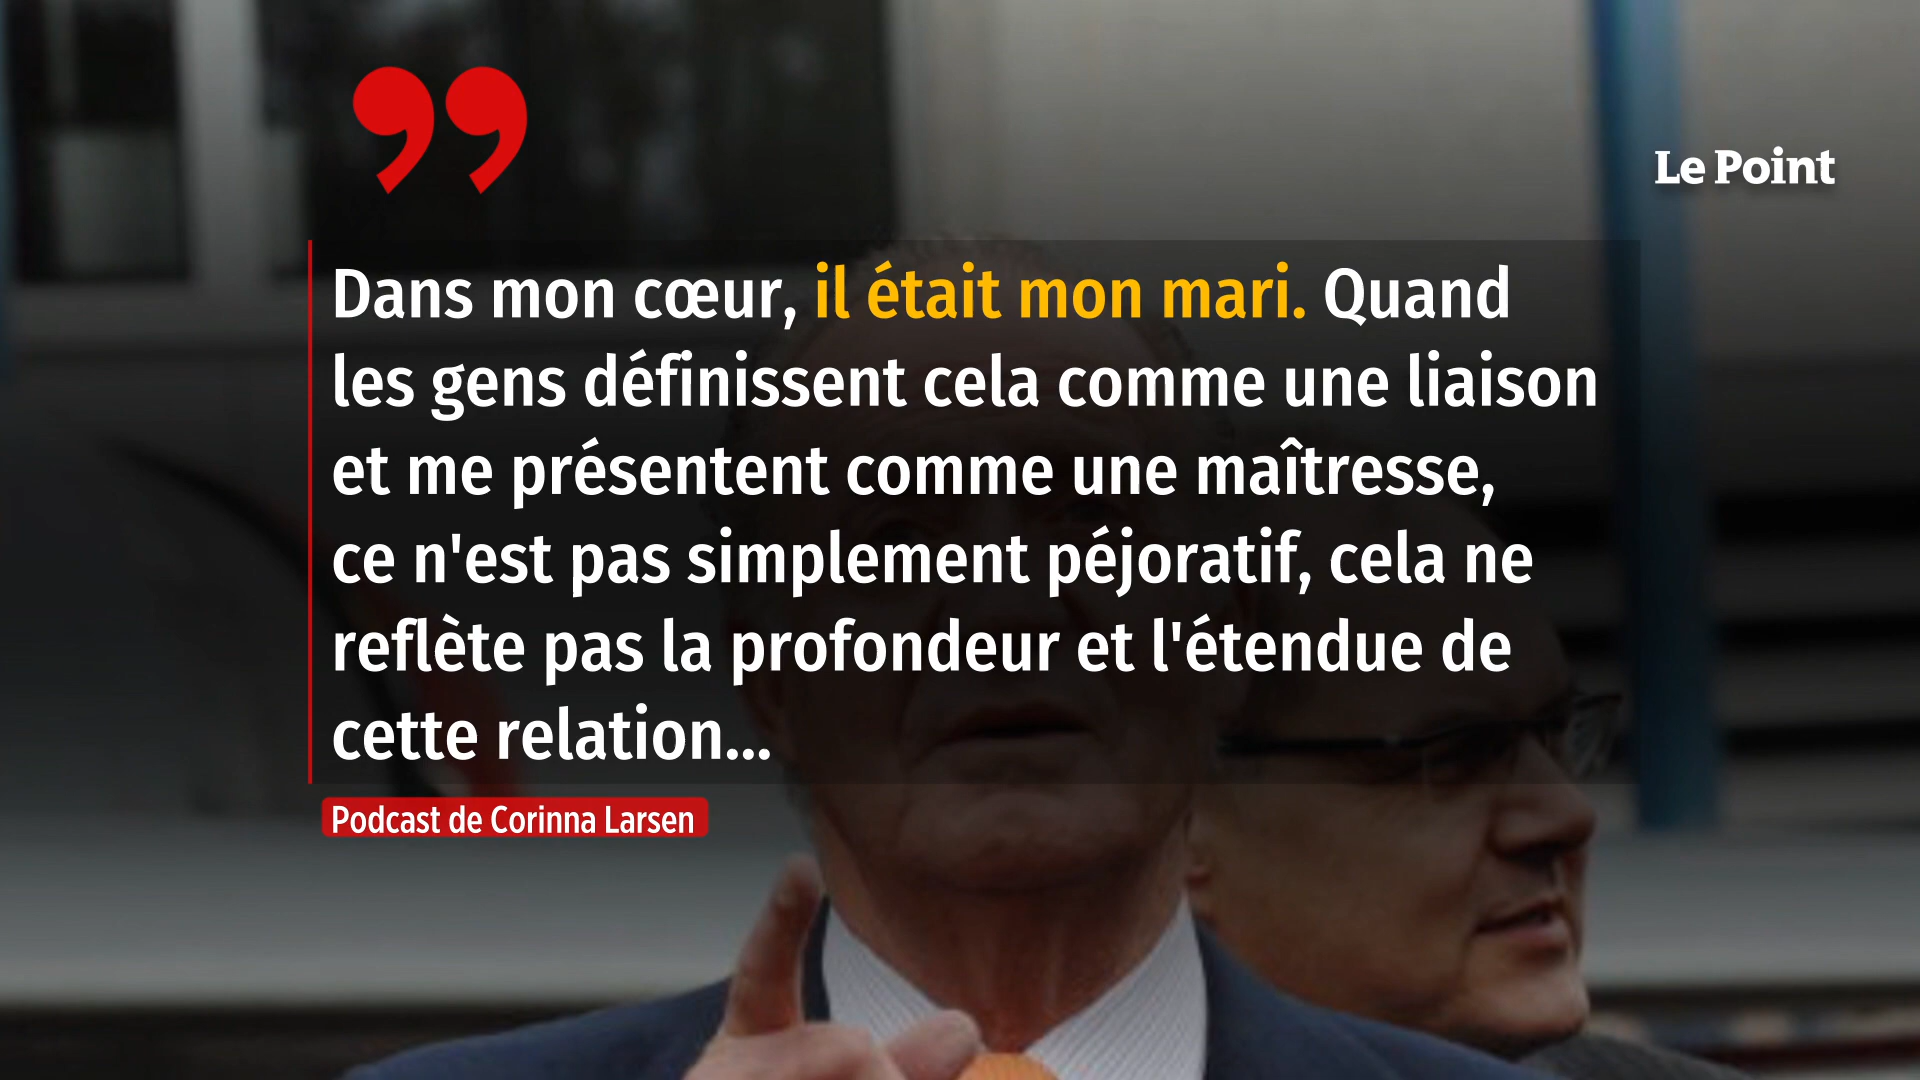 ”
Le Point
Dans mon cœur, il était mon mari. Quand
les gens définissent cela comme une liaison
et me présentent comme une maîtresse,
ce n'est pas simplement péjoratif, cela ne
reflète pas la profondeur et l'étendue de
cette relation...
Podcast de Corinna Larsen